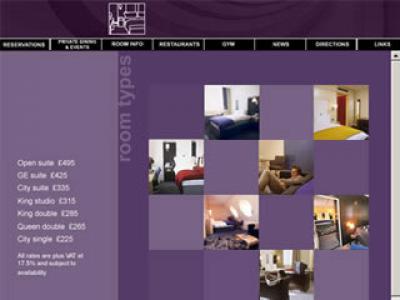 RESERVATIONS
PRIVATE DINING & EVENTS
ROOM INFO
RESTAURANTS
GYM
NEWS
DIRECTIONS
LINKS
room types
Open suite £495
GE suite £425
City suite £335
King studio £315
King double £285
Queen double £265
City single £225
All rates are plus VAT at
17.5% and subject to
availability